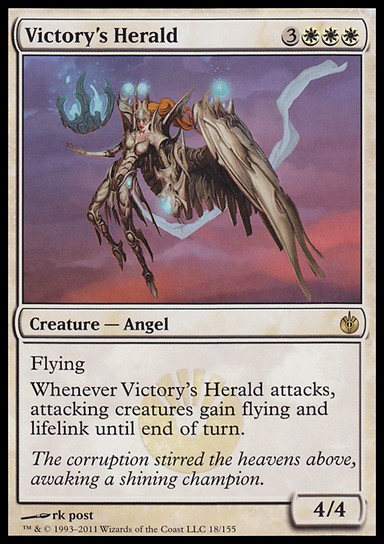 Victory's Herald 3
Creature — Angel
Flying
Whenever Victory's Herald attacks,
attacking creatures gain flying and
lifelink until end of turn.
The corruption stirred the heavens above,
awaking a shining champion.
rk post
4/4
™ & © 1993–2011 Wizards of the Coast LLC 18/155